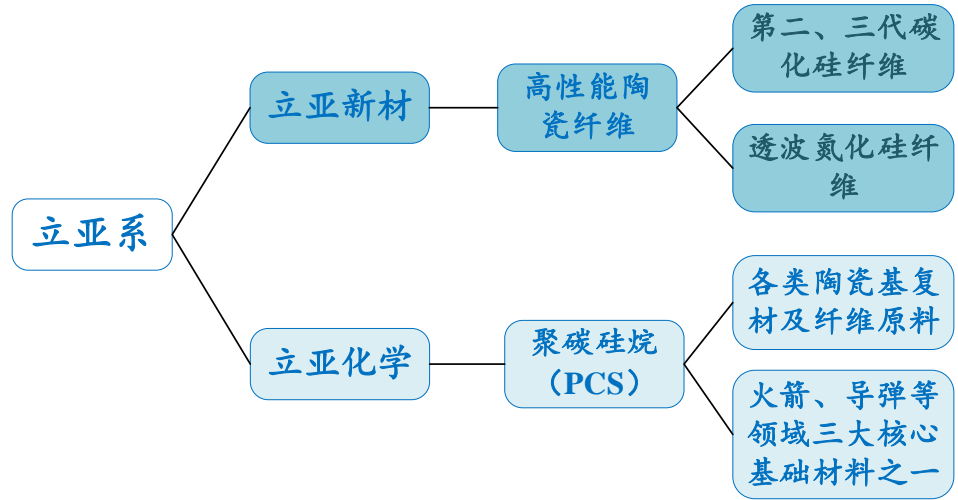 立亚系
立亚新材
高性能陶
瓷纤维
第二、三代碳
化硅纤维
透波氮化硅纤
维
立亚化学
聚碳硅烷
（PCS）
各类陶瓷基复
材及纤维原料
火箭、导弹等
领域三大核心
基础材料之一